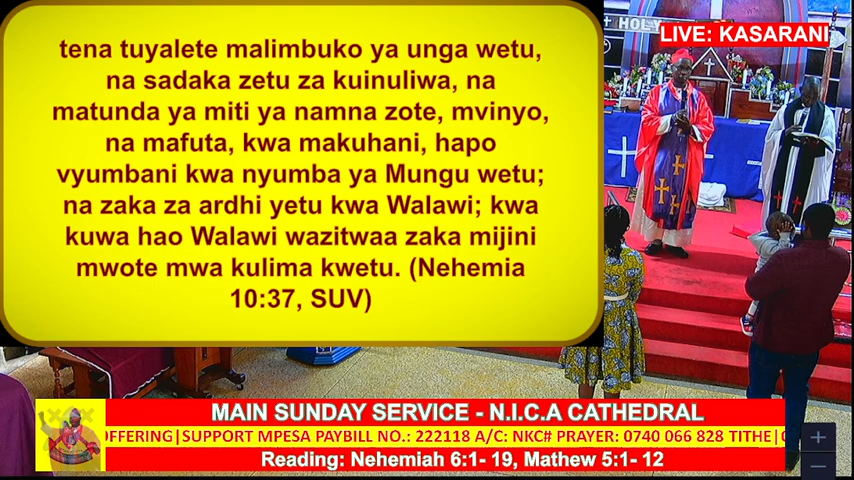 tena tuyalete malimbuko ya unga wetu,
na sadaka zetu za kuinuliwa, na
matunda ya miti ya namna zote, mvinyo,
na mafuta, kwa makuhani, hapo
vyumbani kwa nyumba ya Mungu wetu;
na zaka za ardhi yetu kwa Walawi; kwa
kuwa hao Walawi wazitwaa zaka mijini
mwote mwa kulima kwetu. (Nehemia
10:37, SUV)
HOLY
LIVE: KASARANI
MAIN SUNDAY SERVICE - N.I.C.A CATHEDRAL
OFFERING|SUPPORT MPESA PAYBILL NO.: 222118 A/C: NKC# PRAYER: 0740 066 828 TITHE|
Reading: Nehemiah 6:1- 19, Mathew 5:1- 12